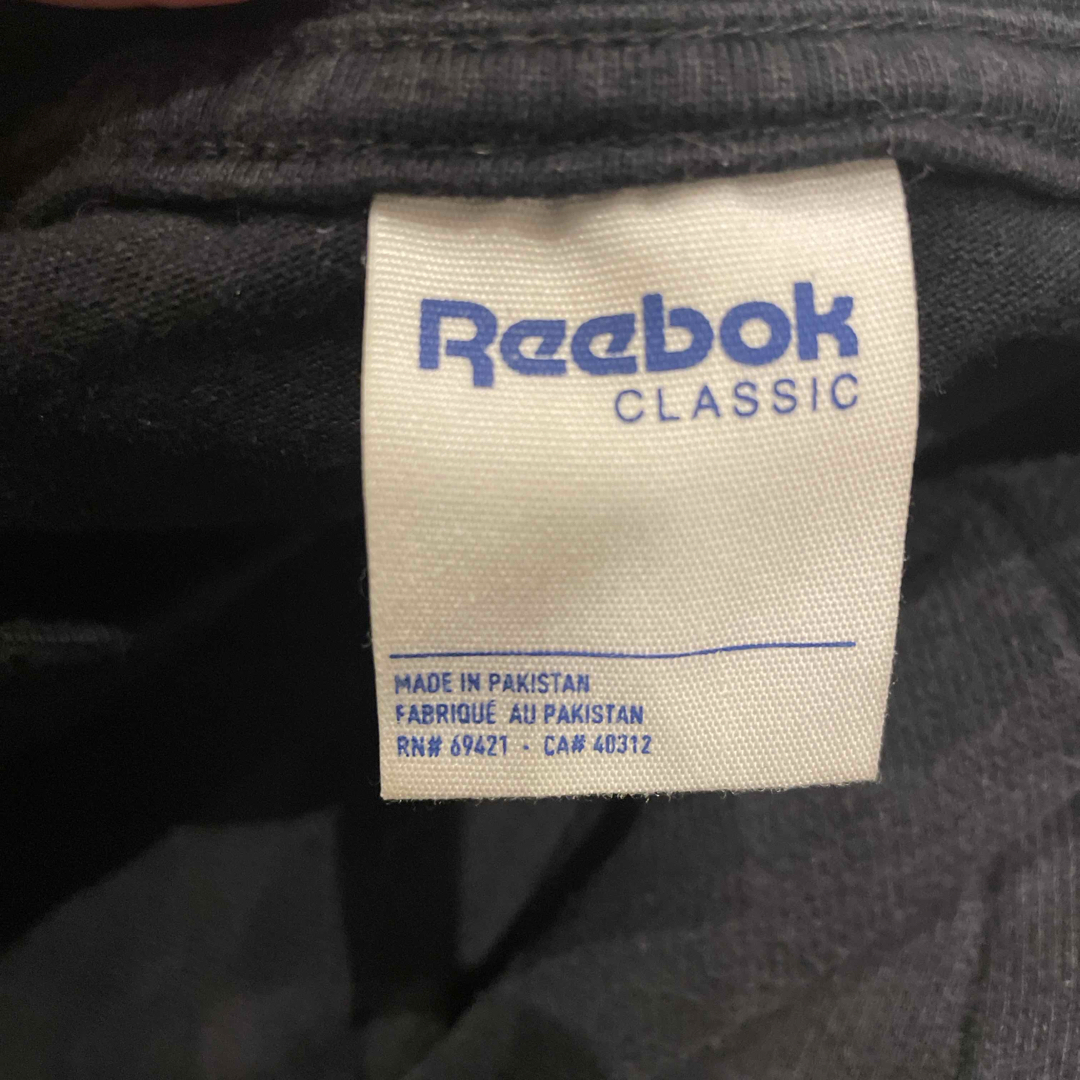 Reebok
CLASSIC
MADE IN PAKISTAN
FABRIQUÉ AU PAKISTAN
RN# 69421 · CA# 40312